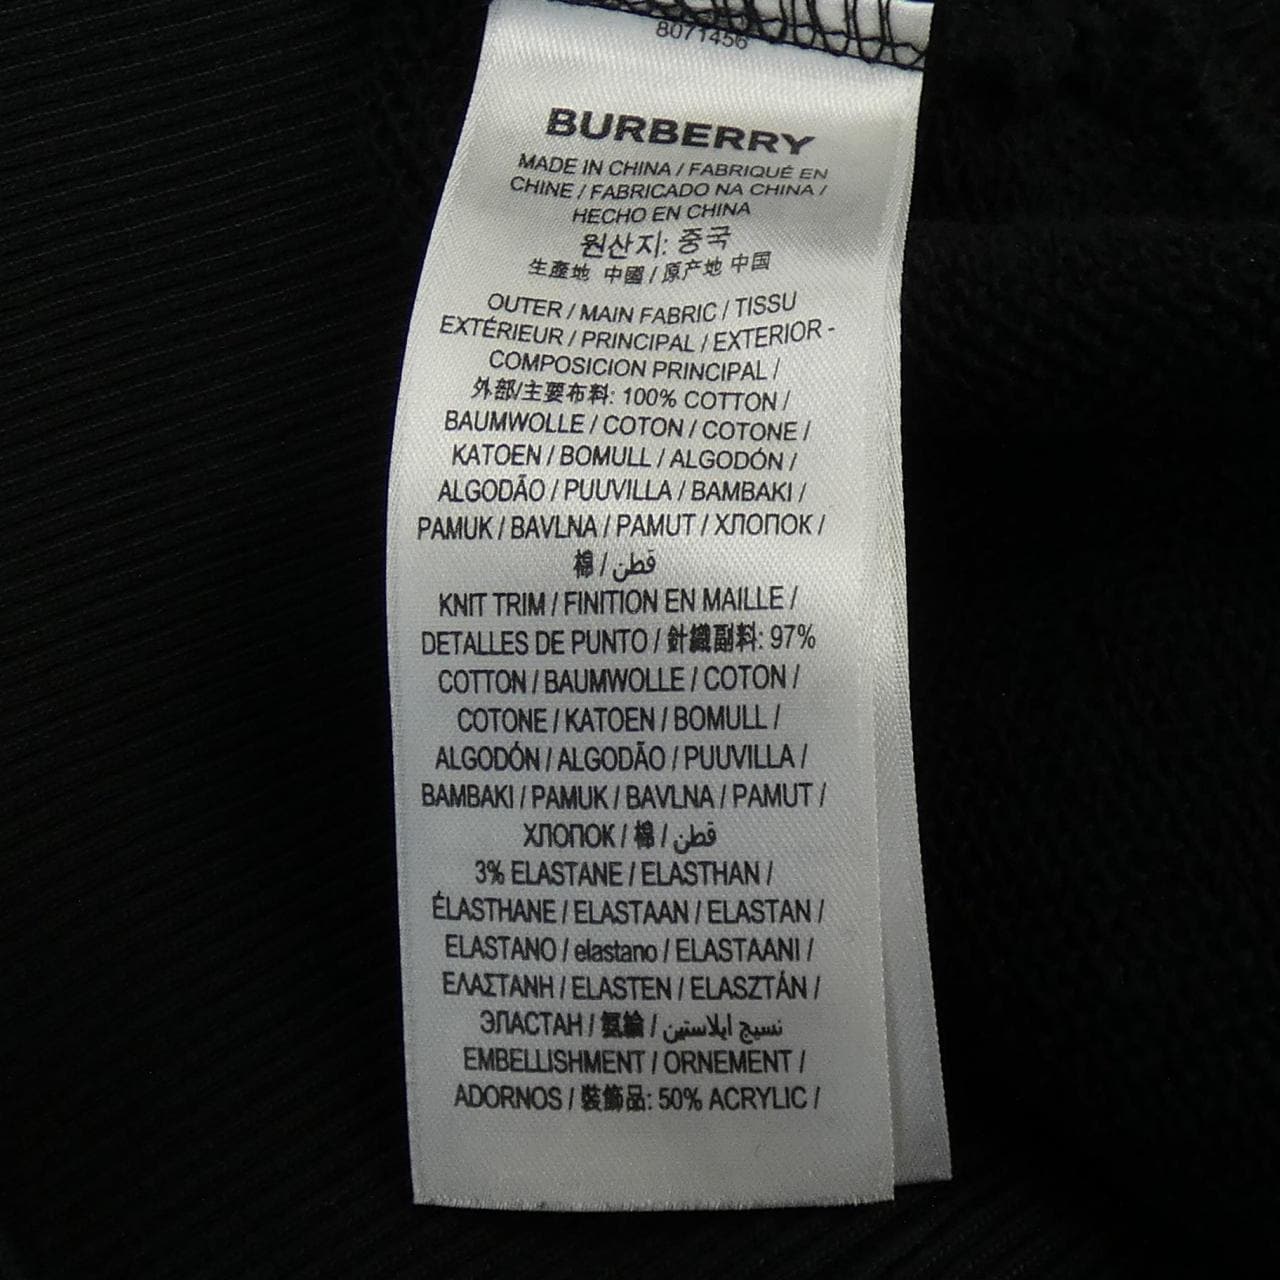 8071456
BURBERRY
MADE IN CHINA / FABRIQUÉ EN
CHINE / FABRICADO NA CHINA /
HECHO EN CHINA
원산지: 중국
生產地 中國 / 原产地 中国
OUTER / MAIN FABRIC / TISSU
EXTÉRIEUR / PRINCIPAL / EXTERIOR -
COMPOSICION PRINCIPAL /
外部/主要布料: 100% COTTON /
BAUMWOLLE / COTON / COTONE /
KATOEN / BOMULL / ALGODÓN /
ALGODÃO / PUUVILLA / BAMBAKI /
PAMUK / BAVLNA / PAMUT / ХЛОПОК /
棉 / قطن
KNIT TRIM / FINITION EN MAILLE /
DETALLES DE PUNTO / 針織副料: 97%
COTTON / BAUMWOLLE / COTON /
COTONE / KATOEN / BOMULL /
ALGODÓN / ALGODÃO / PUUVILLA /
BAMBAKI / PAMUK / BAVLNA / PAMUT /
ХЛОПОК / 棉 / قطن
3% ELASTANE / ELASTHAN /
ÉLASTHANE / ELASTAAN / ELASTAN /
ELASTANO / elastano / ELASTAANI /
ΕΛΑΣΤΑΝΗ / ELASTEN / ELASZTÁN /
ЭЛАСТАН / 氨綸 / نسيج ايلاستين
EMBELLISHMENT / ORNEMENT /
ADORNOS / 裝飾品: 50% ACRYLIC /